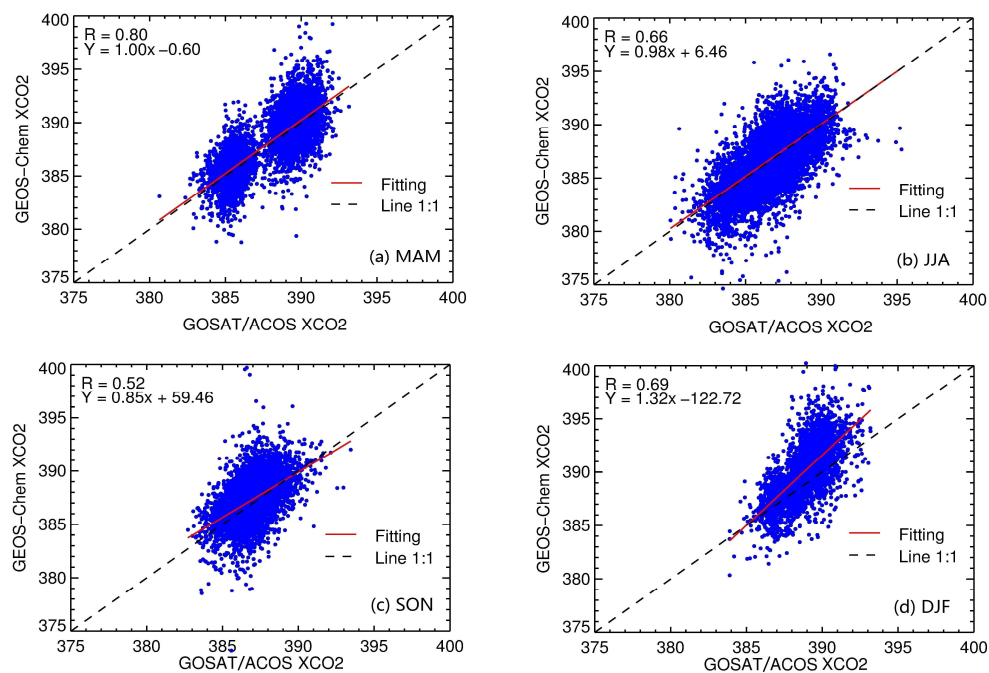 400
395
390
385
380
375
GEOS-Chem XCO2
R = 0.80
Y = 1.00x -0.60
Fitting
Line 1:1
(a) MAM
375 380 385 390 395 400
GOSAT/ACOS XCO2
400
395
390
385
380
375
GEOS-Chem XCO2
R = 0.66
Y = 0.98x + 6.46
Fitting
Line 1:1
(b) JJA
375 380 385 390 395 400
GOSAT/ACOS XCO2
400
395
390
385
380
375
GEOS-Chem XCO2
R = 0.52
Y = 0.85x + 59.46
Fitting
Line 1:1
(c) SON
375 380 385 390 395 400
GOSAT/ACOS XCO2
400
395
390
385
380
375
GEOS-Chem XCO2
R = 0.69
Y = 1.32x -122.72
Fitting
Line 1:1
(d) DJF
375 380 385 390 395 400
GOSAT/ACOS XCO2